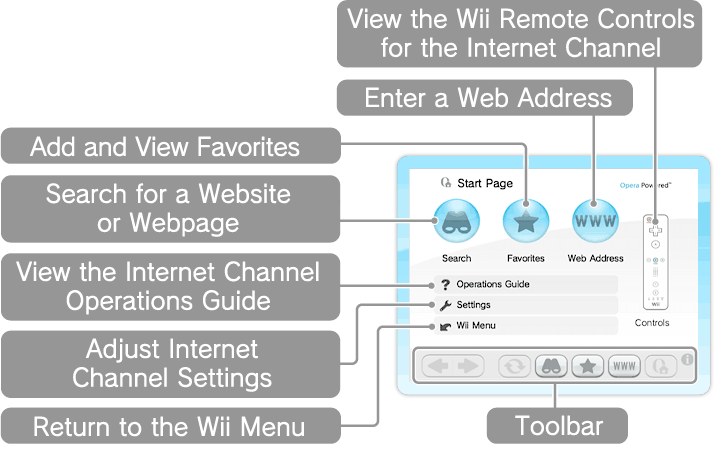 View the Wii Remote Controls
for the Internet Channel
Enter a Web Address
Add and View Favorites
Search for a Website
or Webpage
View the Internet Channel
Operations Guide
Adjust Internet
Channel Settings
Return to the Wii Menu
Start Page
Opera Powered™
WWW
Search
Favorites
Web Address
? Operations Guide
Settings
Wii Menu
Wii
Controls
WWW
i
Toolbar